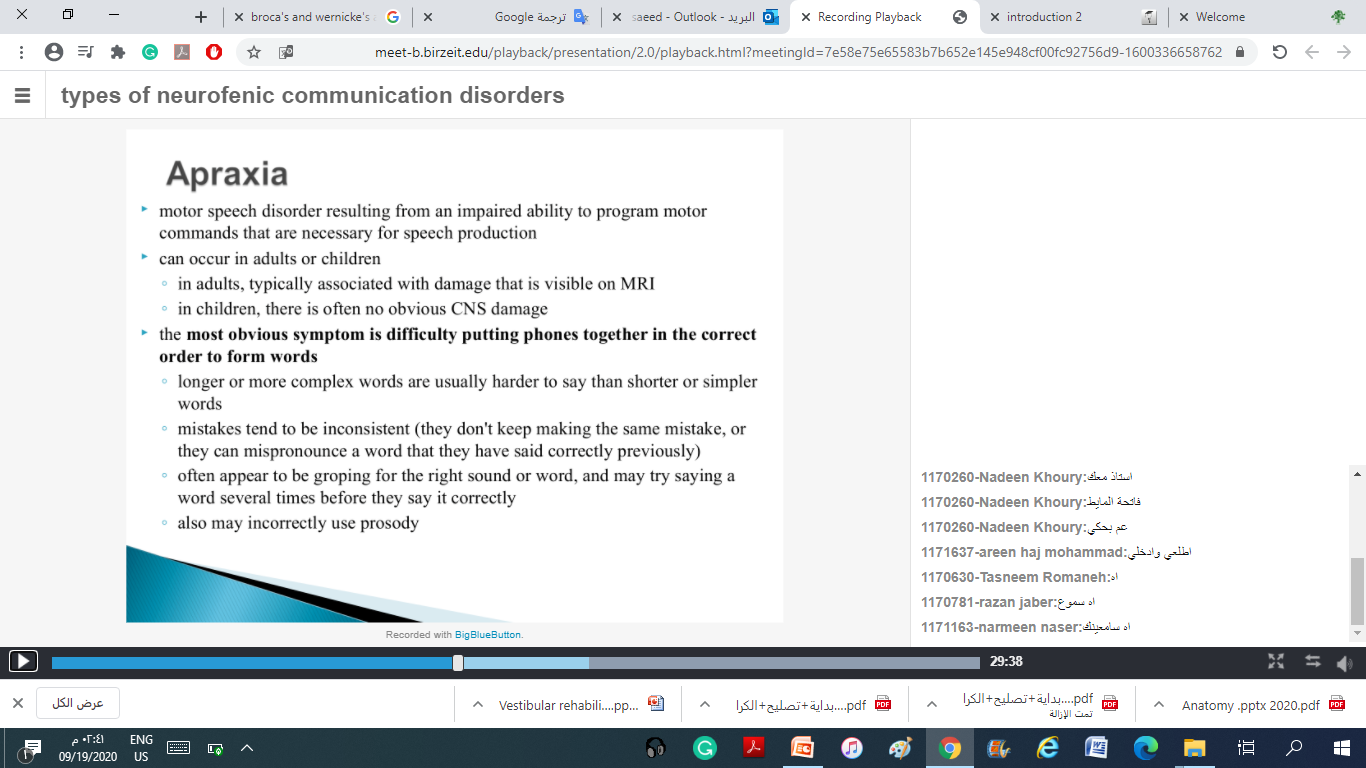 broca's and wernicke's a
ترجمة Google
saeed - Outlook - البريد
Recording Playback
introduction 2
Welcome
meet-b.birzeit.edu/playback/presentation/2.0/playback.html?meetingId=7e58e75e65583b7b652e145e948cf00fc92756d9-1600336658762
types of neurofenic communication disorders
Apraxia
motor speech disorder resulting from an impaired ability to program motor
commands that are necessary for speech production
can occur in adults or children
in adults, typically associated with damage that is visible on MRI
in children, there is often no obvious CNS damage
the most obvious symptom is difficulty putting phones together in the correct
order to form words
longer or more complex words are usually harder to say than shorter or simpler
words
mistakes tend to be inconsistent (they don't keep making the same mistake, or
they can mispronounce a word that they have said correctly previously)
often appear to be groping for the right sound or word, and may try saying a
word several times before they say it correctly
also may incorrectly use prosody
Recorded with BigBlueButton.
1170260-Nadeen Khoury:استاذ معك
1170260-Nadeen Khoury:فاتحة المايط
1170260-Nadeen Khoury:عم بحكي
1171637-areen haj mohammad:اطلعي وادخلي
1170630-Tasneem Romaneh:اه
1170781-razan jaber:اه سموع
1171163-narmeen naser:اه سامعينك
29:38
عرض الكل
Vestibular rehabili....pp...
بداية+تصليح+الكرا....pdf
بداية+تصليح+الكرا....pdf
تمت الإزالة
Anatomy .pptx 2020.pdf
٠٢:٤١ م
09/19/2020
ENG
US